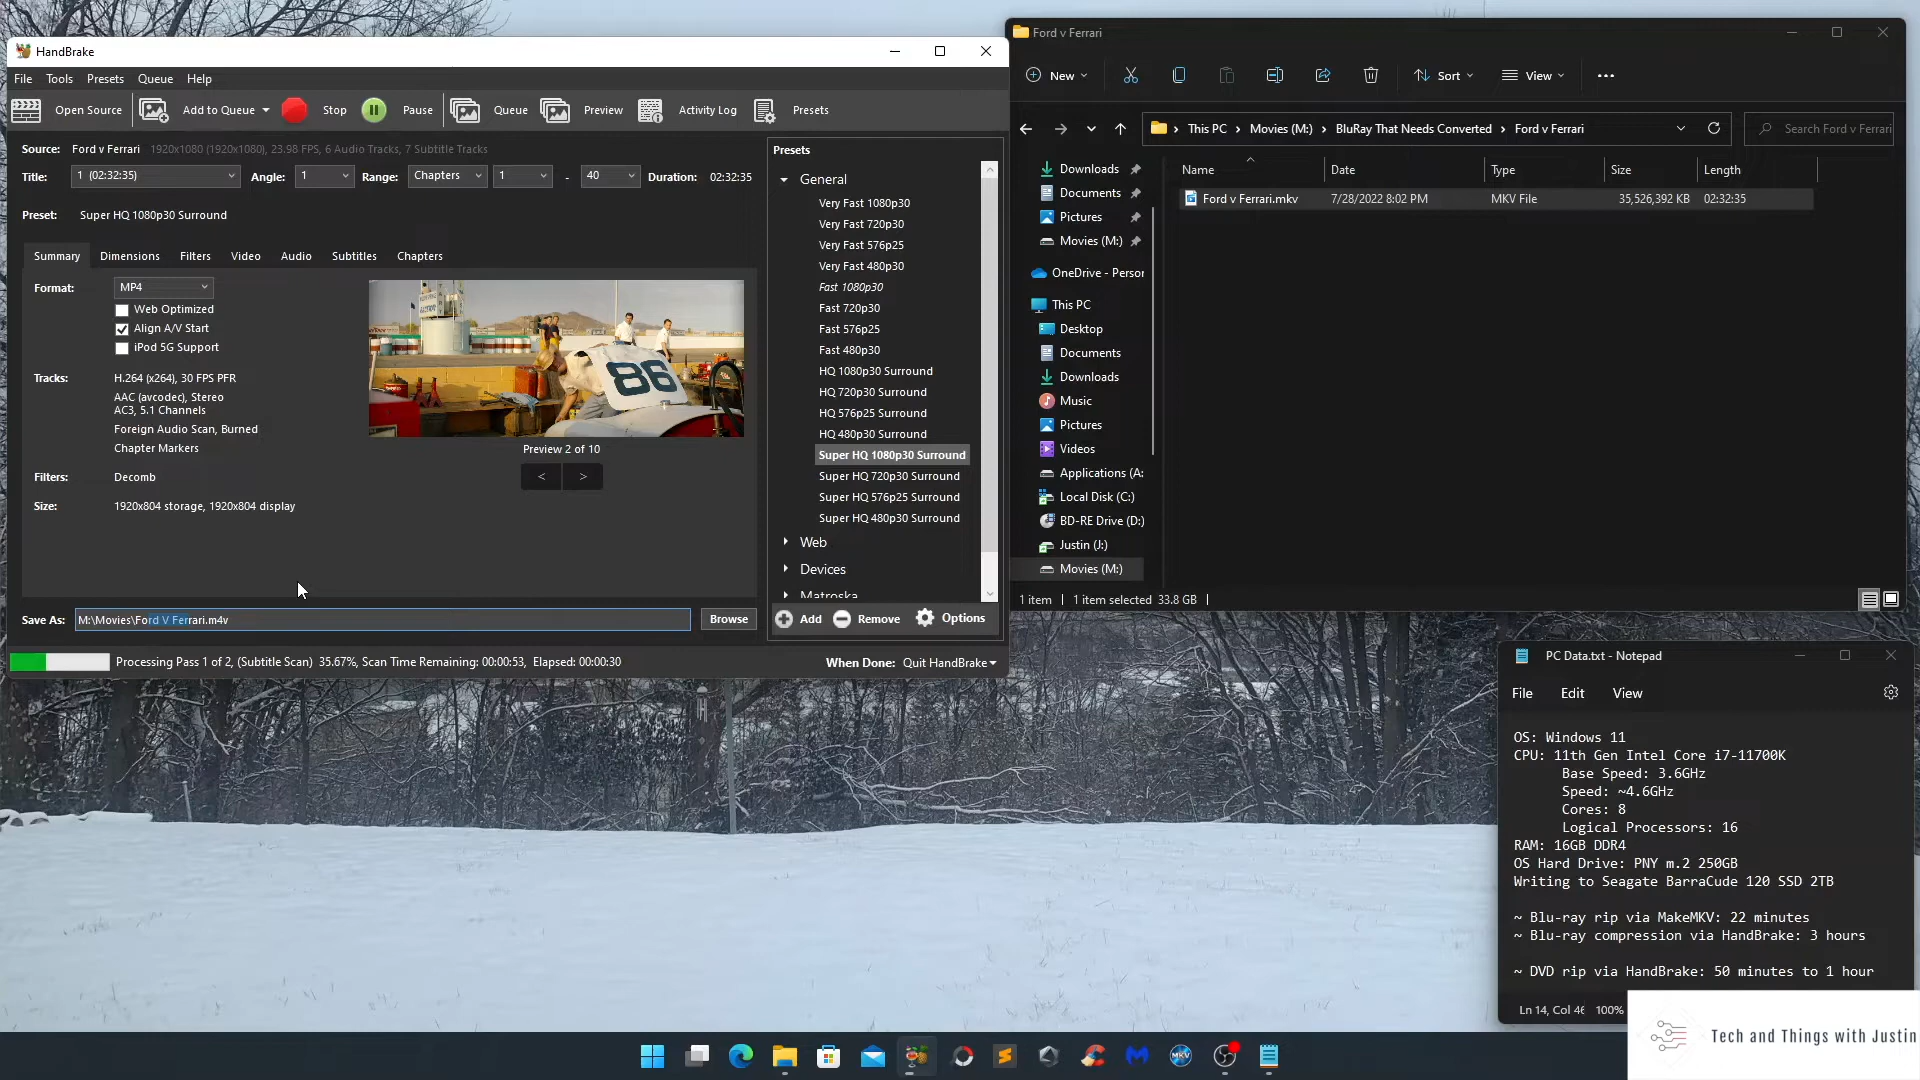 HandBrake
File Tools Presets Queue Help
Open Source Add to Queue Stop Pause Queue Preview Activity Log Presets
Source: Ford v Ferrari 1920x1080 (1920x1080), 23.98 FPS, 6 Audio Tracks, 7 Subtitle Tracks
Title: 1 (02:32:35) Angle: 1 Range: Chapters 1 - 40 Duration: 02:32:35
Preset: Super HQ 1080p30 Surround
Summary Dimensions Filters Video Audio Subtitles Chapters
Format: MP4
Web Optimized
Align A/V Start
iPod 5G Support
Tracks: H.264 (x264), 30 FPS PFR
AAC (avcodec), Stereo
AC3, 5.1 Channels
Foreign Audio Scan, Burned
Chapter Markers
Filters: Decomb
Size: 1920x804 storage, 1920x804 display
86
Preview 2 of 10
< >
Save As: M:\Movies\Ford V Ferrari.m4v Browse
Processing Pass 1 of 2, (Subtitle Scan) 35.67%, Scan Time Remaining: 00:00:53, Elapsed: 00:00:30
When Done: Quit HandBrake
Presets
General
Very Fast 1080p30
Very Fast 720p30
Very Fast 576p25
Very Fast 480p30
Fast 1080p30
Fast 720p30
Fast 576p25
Fast 480p30
HQ 1080p30 Surround
HQ 720p30 Surround
HQ 576p25 Surround
HQ 480p30 Surround
Super HQ 1080p30 Surround
Super HQ 720p30 Surround
Super HQ 576p25 Surround
Super HQ 480p30 Surround
Web
Devices
Matroska
Add Remove Options
Ford v Ferrari
New Sort View
This PC Movies (M:) BluRay That Needs Converted Ford v Ferrari
Search Ford v Ferrari
Name Date Type Size Length
Ford v Ferrari.mkv 7/28/2022 8:02 PM MKV File 35,526,392 KB 02:32:35
Downloads
Documents
Pictures
Movies (M:)
OneDrive - Person
This PC
Desktop
Documents
Downloads
Music
Pictures
Videos
Applications (A:
Local Disk (C:)
BD-RE Drive (D:)
Justin (J:)
Movies (M:)
1 item 1 item selected 33.8 GB
PC Data.txt - Notepad
File Edit View
OS: Windows 11
CPU: 11th Gen Intel Core i7-11700K
Base Speed: 3.6GHz
Speed: ~4.6GHz
Cores: 8
Logical Processors: 16
RAM: 16GB DDR4
OS Hard Drive: PNY m.2 250GB
Writing to Seagate BarraCude 120 SSD 2TB
~ Blu-ray rip via MakeMKV: 22 minutes
~ Blu-ray compression via HandBrake: 3 hours
~ DVD rip via HandBrake: 50 minutes to 1 hour
Ln 14, Col 46 100%
MKV
Tech and Things with Justin